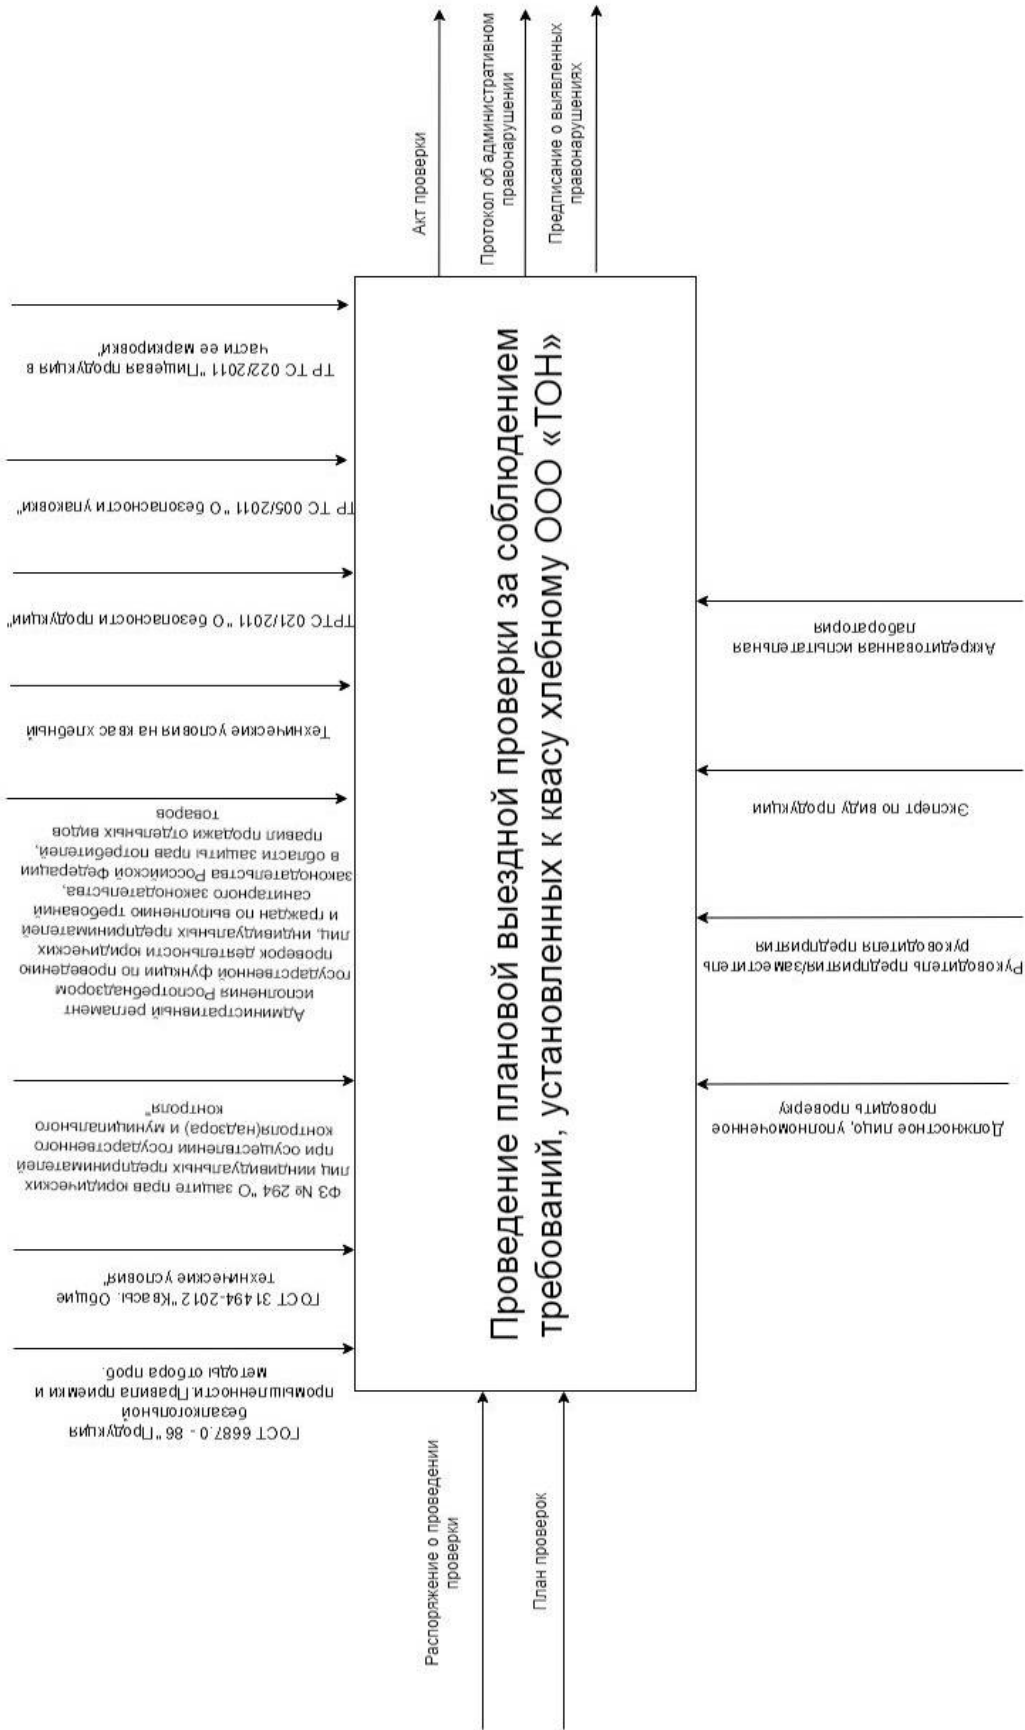 ГОСТ 6687.0 - 86 "Продукция
безалкогольной
промышленности.Правила приемки и
методы отбора проб.
ГОСТ 31494-2012 "Квасы. Общие
технические условия"
ФЗ № 294 "О защите прав юридических
лиц ииндивидуальных предпринимателей
при осуществлении государственного
контроля(надзора) и муниципального
контроля"
Административный регламент
исполнения Роспотребнадзором
государственной функции по проведению
проверок деятельности юридических
лиц, индивидуальных предпринимателей
и граждан по выполнению требований
санитарного законодательства,
законодательства Российской Федерации
в области защиты прав потребителей,
правил продажи отдельных видов
товаров
Технические условия на квас хлебный
ТРТС 021/2011 "О безопасности продукции"
ТР ТС 005/2011 "О безопасности упаковки"
ТР ТС 022/2011 "Пищевая продукция в
части ее маркировки"
Распоряжение о проведении
проверки
План проверок
Проведение плановой выездной проверки за соблюдением
требований, установленных к квасу хлебному ООО «ТОН»
Акт проверки
Протокол об административном
правонарушении
Предписание о выявленных
правонарушениях
Должностное лицо, уполномоченное
проводить проверку
Руководитель предприятия/заместитель
руководителя предприятия
Эксперт по виду продукции
Аккредитованная испытательная
лаборатория